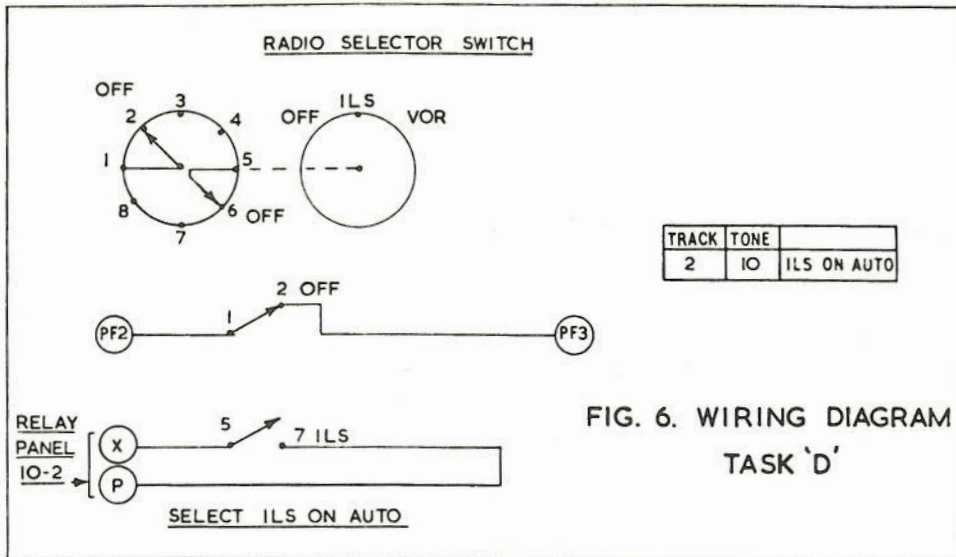 RADIO SELECTOR SWITCH
OFF
3
ILS
2
4
OFF
VOR
1
5
8
6
OFF
7
TRACK TONE
2 10 ILS ON AUTO
2 OFF
1
PF2
PF3
RELAY
PANEL
10-2
X
5
7 ILS
P
SELECT ILS ON AUTO
FIG. 6. WIRING DIAGRAM
TASK 'D'